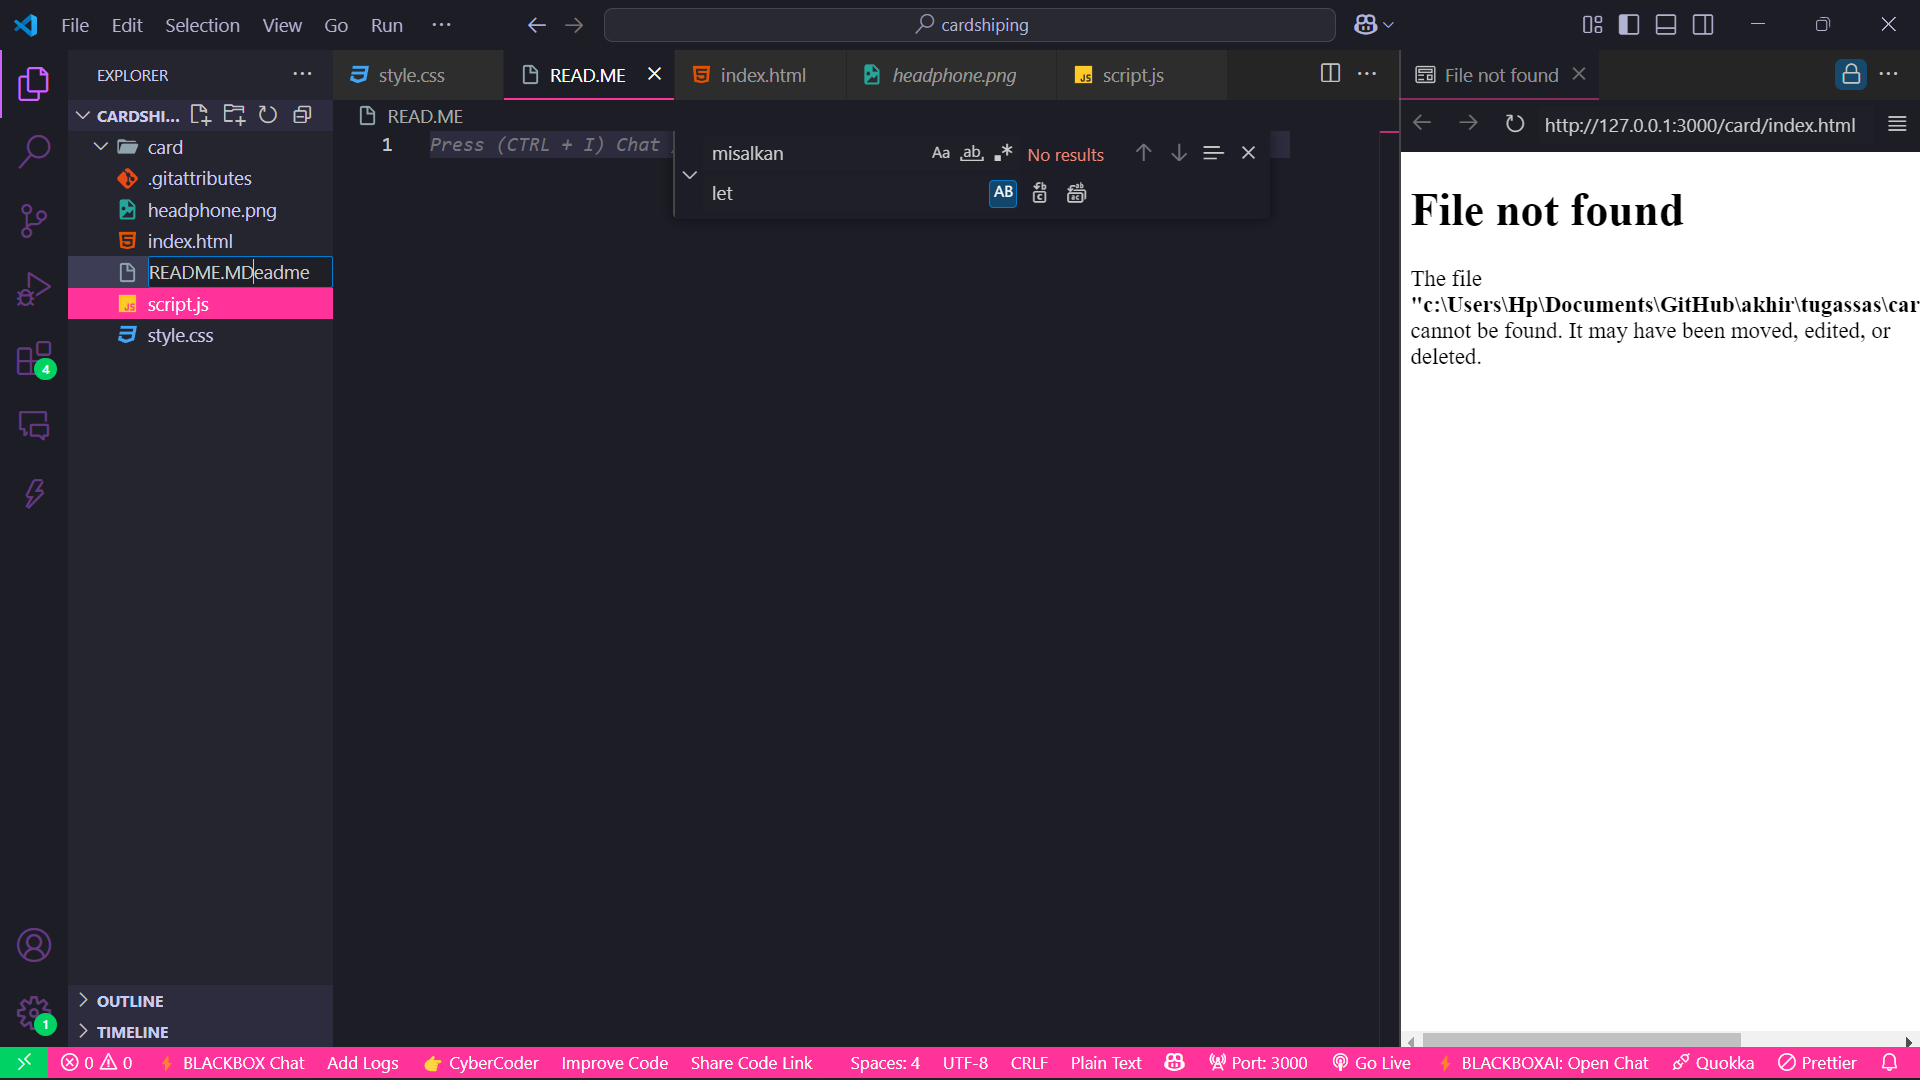 File Edit Selection View Go Run ··· cardshiping
EXPLORER ···
style.css READ.ME index.html headphone.png script.js ···
File not found ···
CARDSHI...
READ.ME
http://127.0.0.1:3000/card/index.html
card
1 Press (CTRL + I) Chat
misalkan Aa ab No results
let AB
.gitattributes
headphone.png
index.html
README.MDeadme
script.js
style.css
File not found
The file
"c:\Users\Hp\Documents\GitHub\akhir\tugassas\car
cannot be found. It may have been moved, edited, or
deleted.
4
OUTLINE
1
TIMELINE
0 0 BLACKBOX Chat Add Logs CyberCoder Improve Code Share Code Link Spaces: 4 UTF-8 CRLF Plain Text Port: 3000 Go Live BLACKBOXAI: Open Chat Quokka Prettier